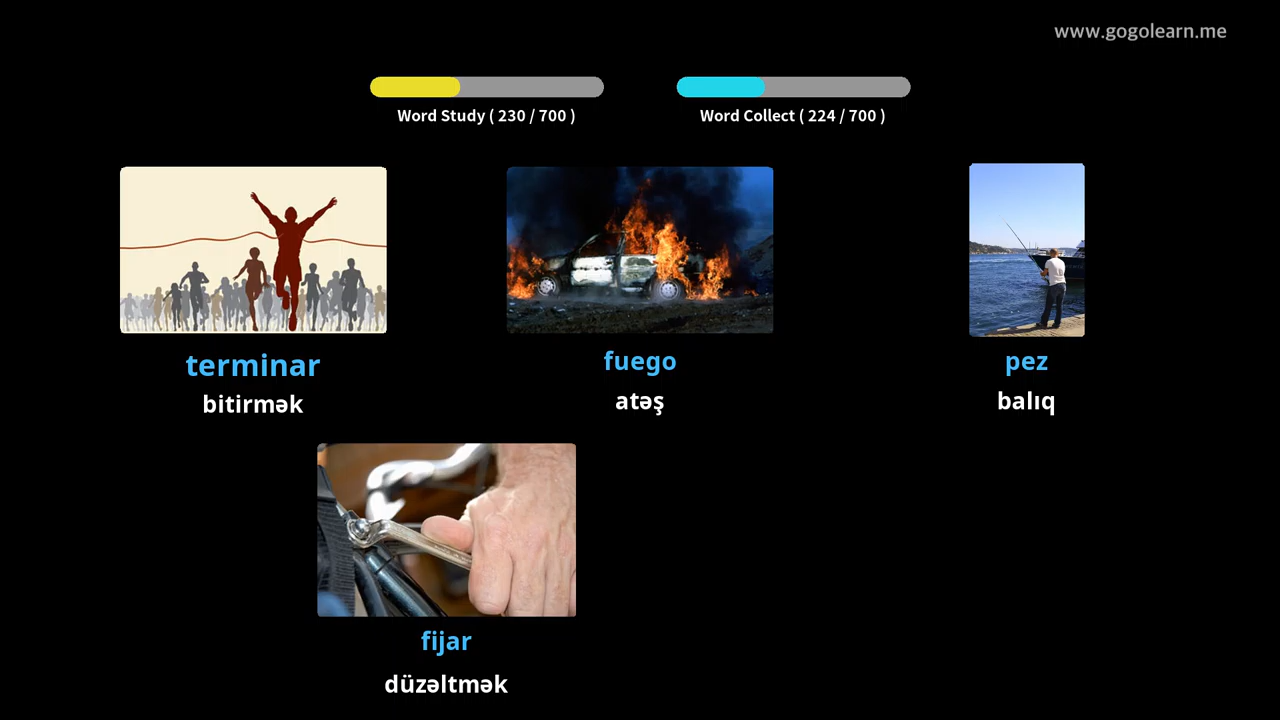 www.gogolearn.me
Word Study ( 230 / 700 )
Word Collect ( 224 / 700 )
terminar
bitirmək
fuego
atəş
pez
balıq
fijar
düzəltmək